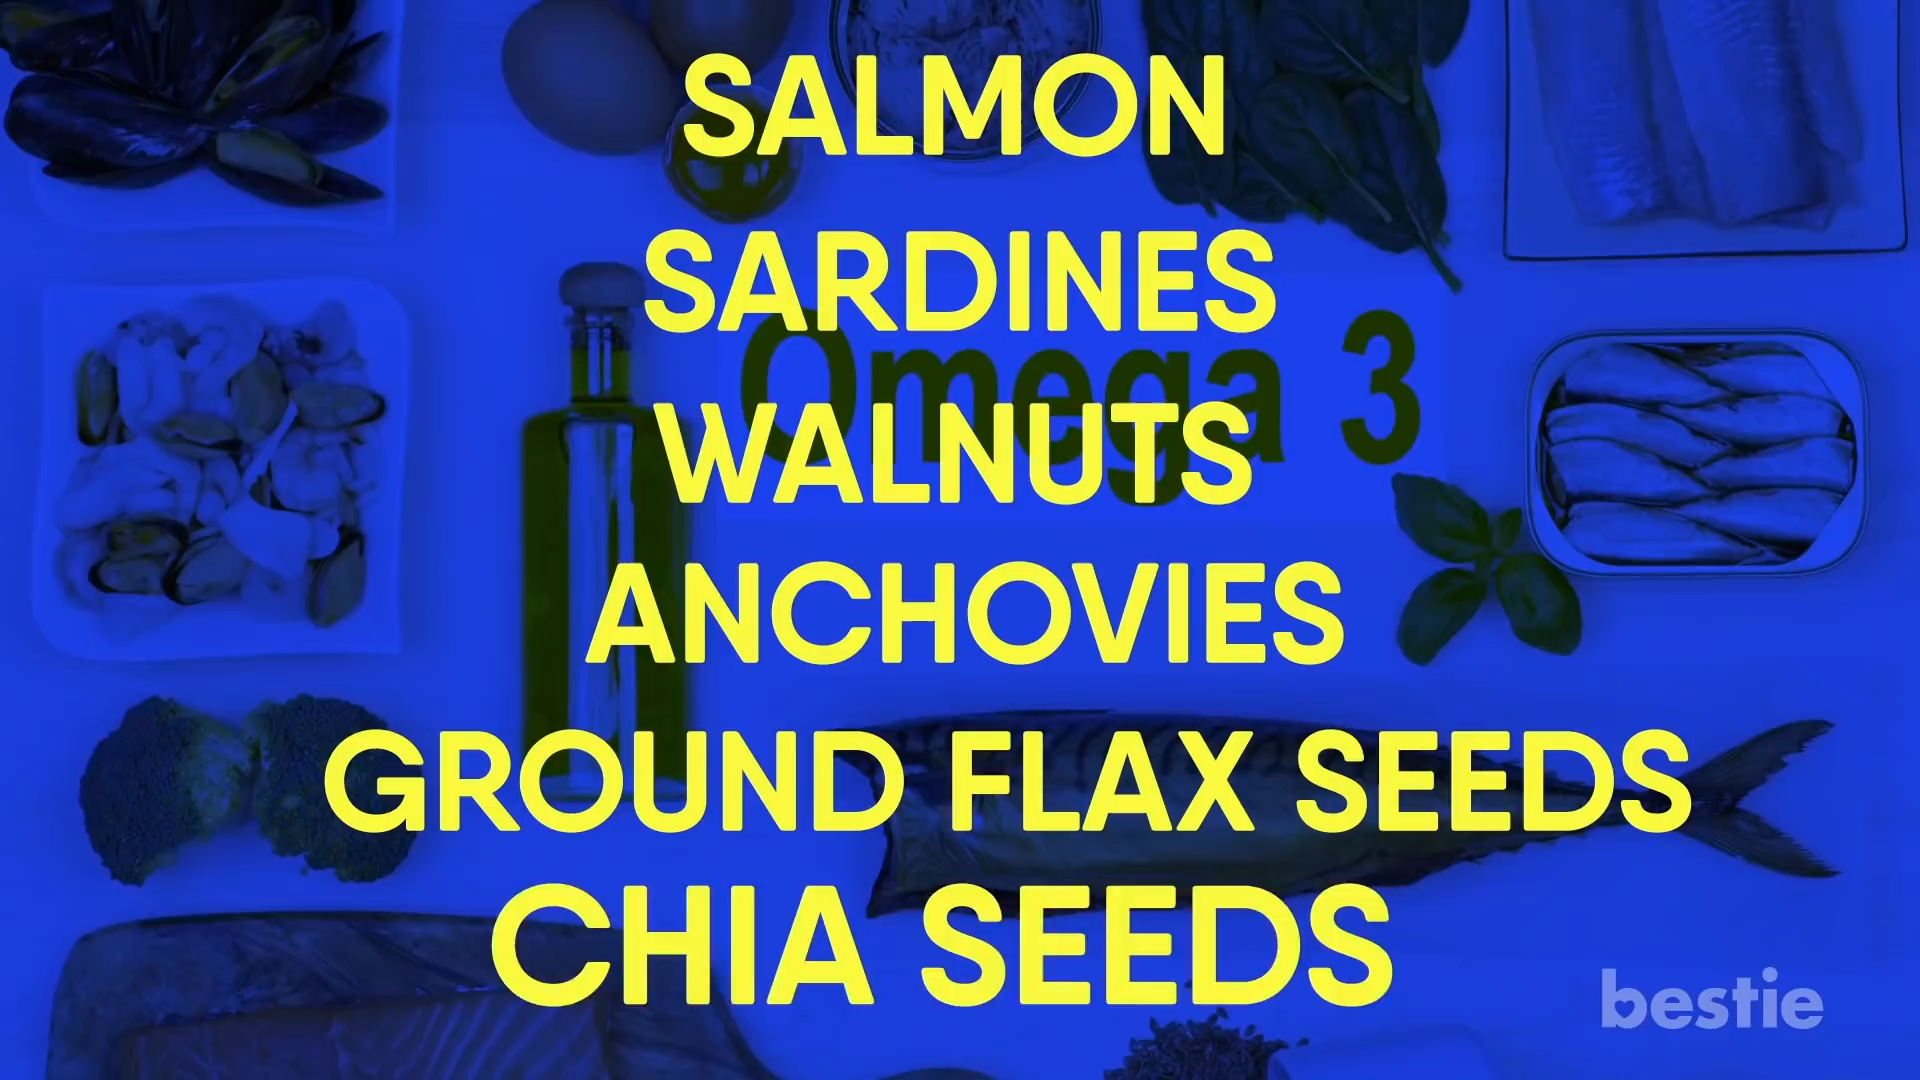 SALMON
SARDINES
Omega 3
WALNUTS
ANCHOVIES
GROUND FLAX SEEDS
CHIA SEEDS
bestie